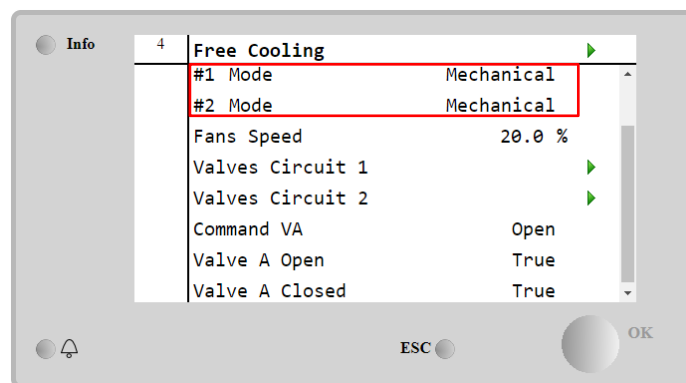 Info
4 Free Cooling
#1 Mode Mechanical
#2 Mode Mechanical
Fans Speed 20.0 %
Valves Circuit 1
Valves Circuit 2
Command VA Open
Valve A Open True
Valve A Closed True
ESC
OK